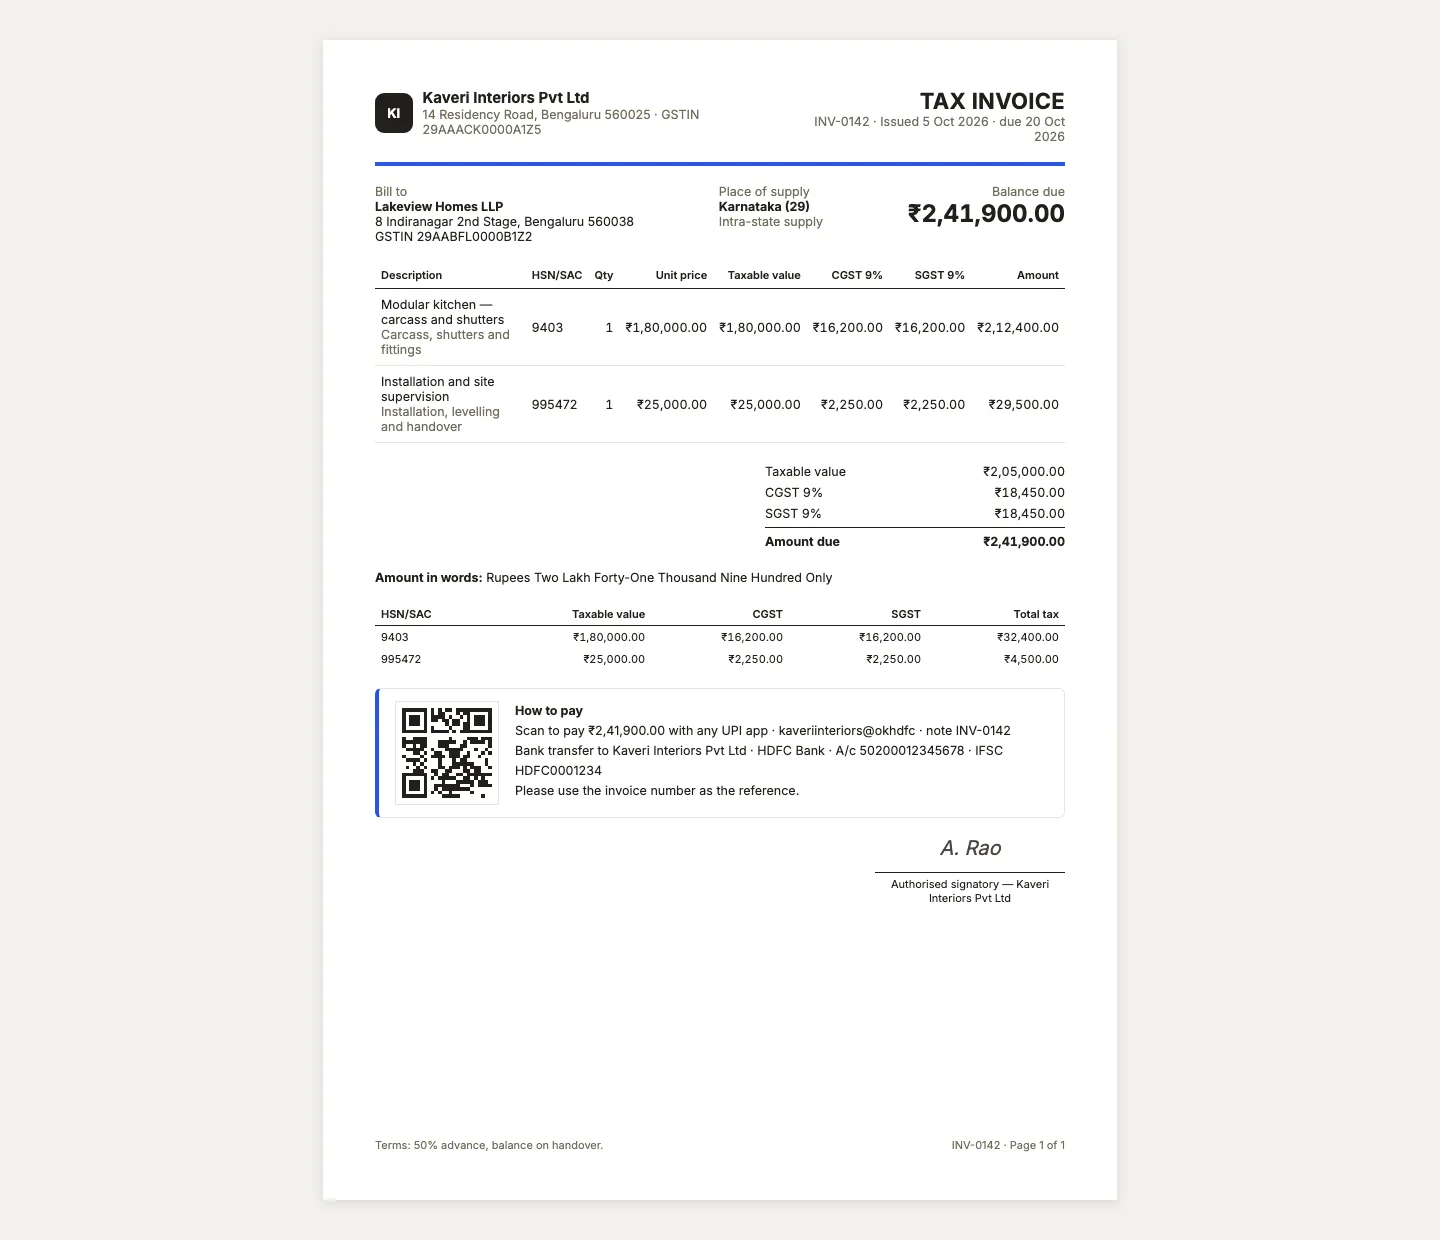 KI
Kaveri Interiors Pvt Ltd
14 Residency Road, Bengaluru 560025 · GSTIN
29AAACK0000A1Z5
TAX INVOICE
INV-0142 · Issued 5 Oct 2026 · due 20 Oct
2026
Bill to
Lakeview Homes LLP
8 Indiranagar 2nd Stage, Bengaluru 560038
GSTIN 29AABFL0000B1Z2
Place of supply
Karnataka (29)
Intra-state supply
Balance due
₹2,41,900.00
Description HSN/SAC Qty Unit price Taxable value CGST 9% SGST 9% Amount
Modular kitchen —
carcass and shutters
Carcass, shutters and
fittings
9403 1 ₹1,80,000.00 ₹1,80,000.00 ₹16,200.00 ₹16,200.00 ₹2,12,400.00
Installation and site
supervision
Installation, levelling
and handover
995472 1 ₹25,000.00 ₹25,000.00 ₹2,250.00 ₹2,250.00 ₹29,500.00
Taxable value ₹2,05,000.00
CGST 9% ₹18,450.00
SGST 9% ₹18,450.00
Amount due ₹2,41,900.00
Amount in words: Rupees Two Lakh Forty-One Thousand Nine Hundred Only
HSN/SAC Taxable value CGST SGST Total tax
9403 ₹1,80,000.00 ₹16,200.00 ₹16,200.00 ₹32,400.00
995472 ₹25,000.00 ₹2,250.00 ₹2,250.00 ₹4,500.00
How to pay
Scan to pay ₹2,41,900.00 with any UPI app · kaveriinteriors@okhdfc · note INV-0142
Bank transfer to Kaveri Interiors Pvt Ltd · HDFC Bank · A/c 50200012345678 · IFSC
HDFC0001234
Please use the invoice number as the reference.
A. Rao
Authorised signatory — Kaveri
Interiors Pvt Ltd
Terms: 50% advance, balance on handover.
INV-0142 · Page 1 of 1